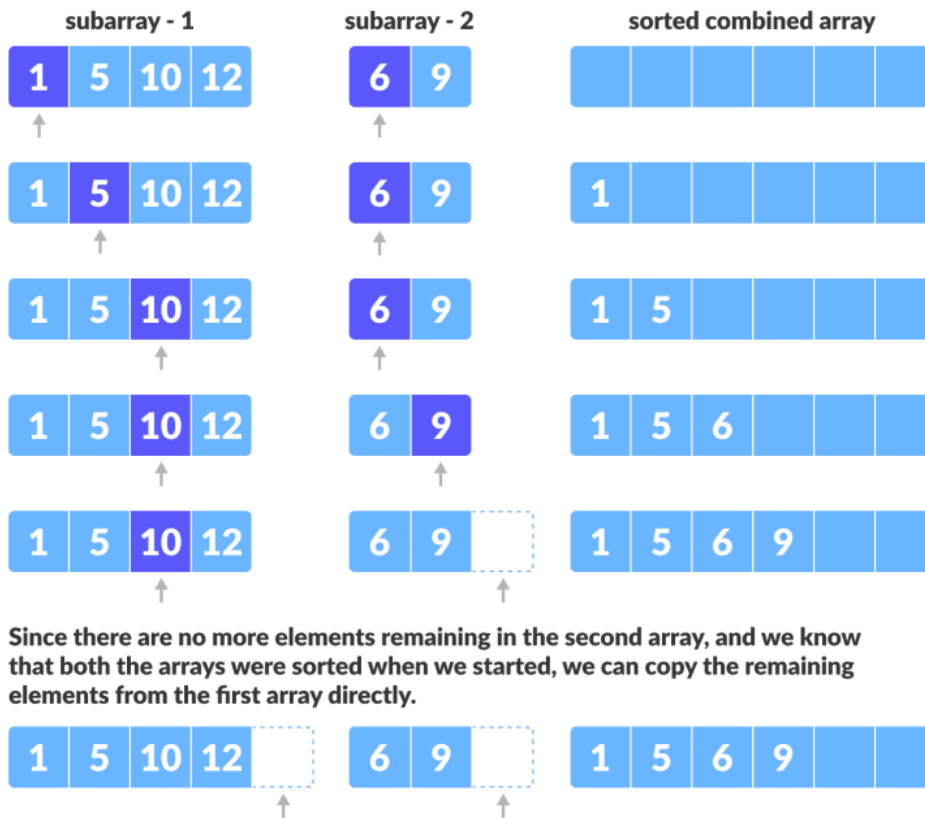 subarray - 1 subarray - 2 sorted combined array
1 5 10 12 6 9
1 5 10 12 6 9 1
1 5 10 12 6 9 1 5
1 5 10 12 6 9 1 5 6
1 5 10 12 6 9 1 5 6 9
Since there are no more elements remaining in the second array, and we know
that both the arrays were sorted when we started, we can copy the remaining
elements from the first array directly.
1 5 10 12 6 9 1 5 6 9